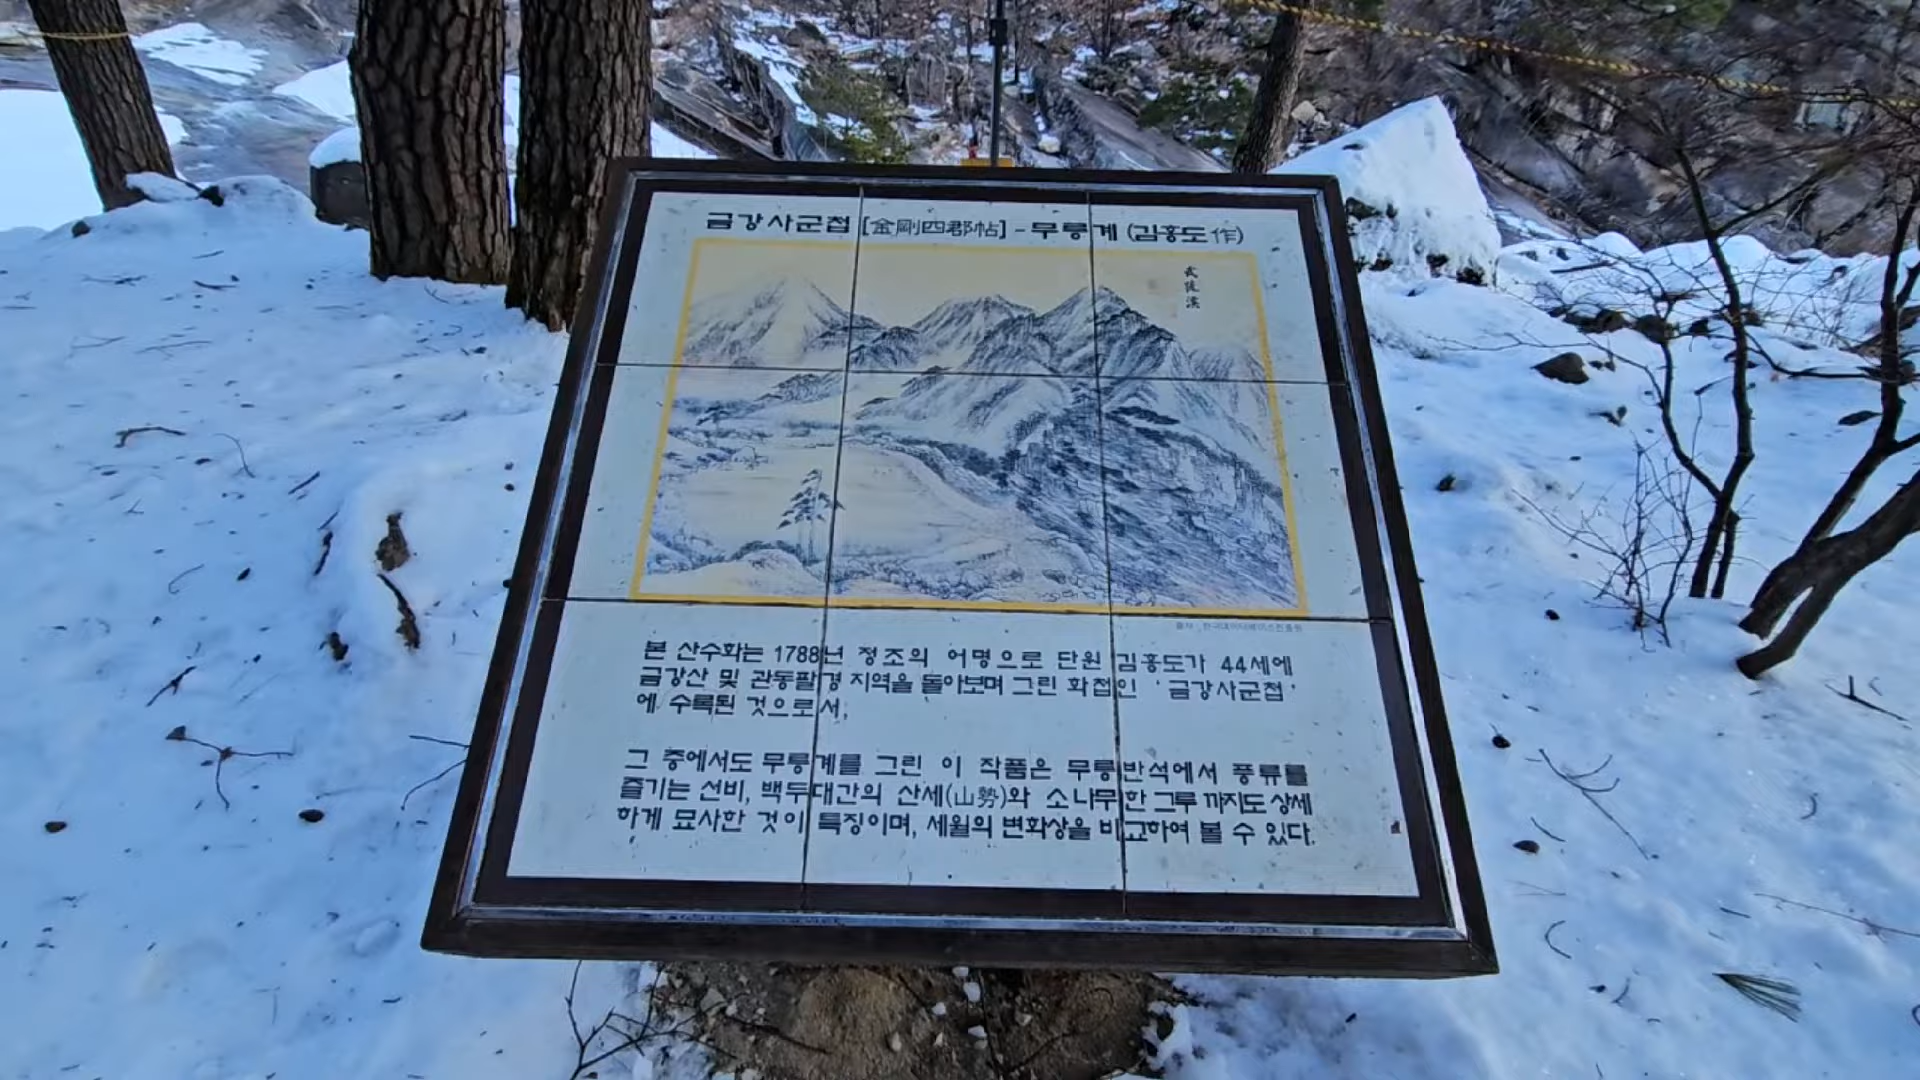 금강사군첩 [金剛四郡帖] - 무릉계 (김홍도 作)
武陵溪
본 산수화는 1788년 정조의 어명으로 단원 김홍도가 44세에
금강산 및 관동팔경 지역을 돌아보며 그린 화첩인 '금강사군첩'
에 수록된 것으로서,
그 중에서도 무릉계를 그린 이 작품은 무릉반석에서 풍류를
즐기는 선비, 백두대간의 산세(山勢)와 소나무 한 그루 까지도 상세
하게 묘사한 것이 특징이며, 세월의 변화상을 비교하여 볼 수 있다.